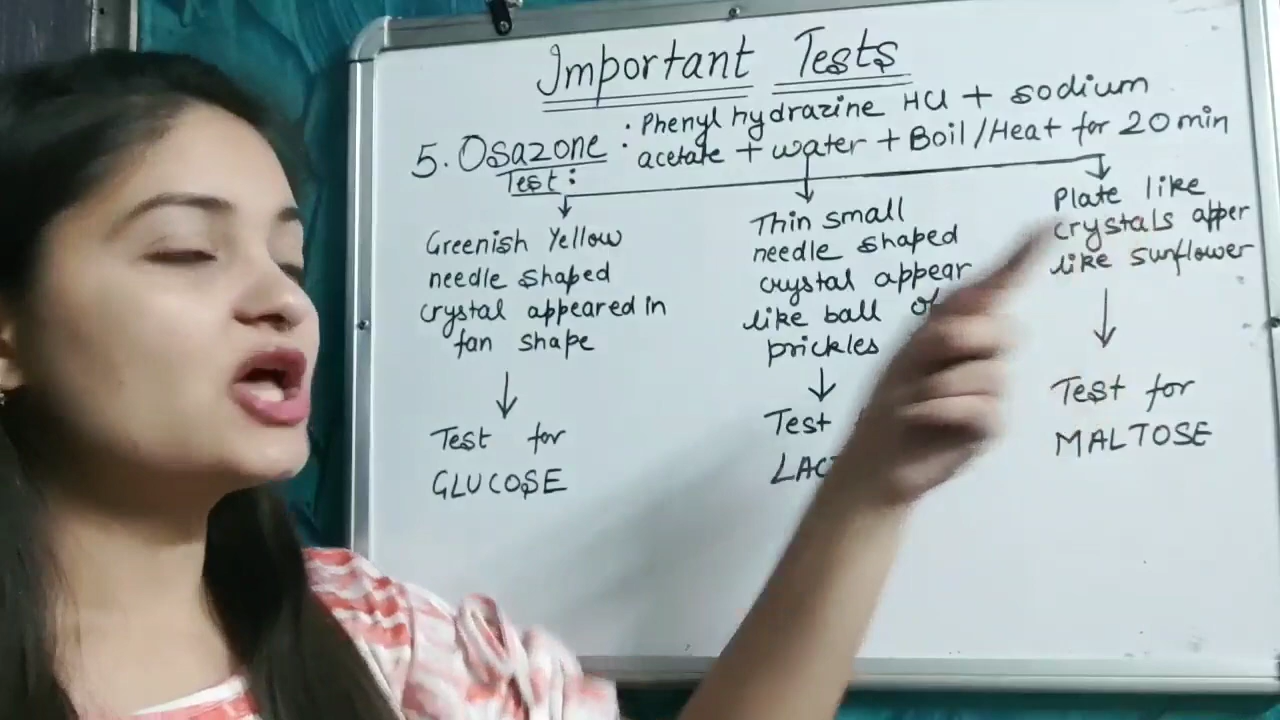 Important Tests
5. Osazone Test:
: Phenyl hydrazine HCl + sodium
acetate + water + Boil/Heat for 20 min
Greenish Yellow
needle shaped
crystal appeared in
fan shape
Test for
GLUCOSE
Thin small
needle shaped
crystal appear
like ball
prickles
Test
Plate like
crystals apper
like sunflower
Test for
MALTOSE